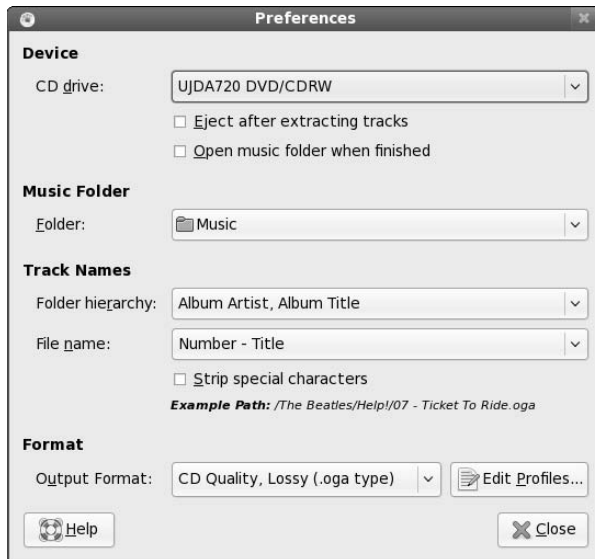 Preferences
Device
CD drive: UJDA720 DVD/CDRW
Eject after extracting tracks
Open music folder when finished
Music Folder
Folder: Music
Track Names
Folder hierarchy: Album Artist, Album Title
File name: Number - Title
Strip special characters
Example Path: /The Beatles/Help!/07 - Ticket To Ride.oga
Format
Output Format: CD Quality, Lossy (.oga type) Edit Profiles...
Help Close